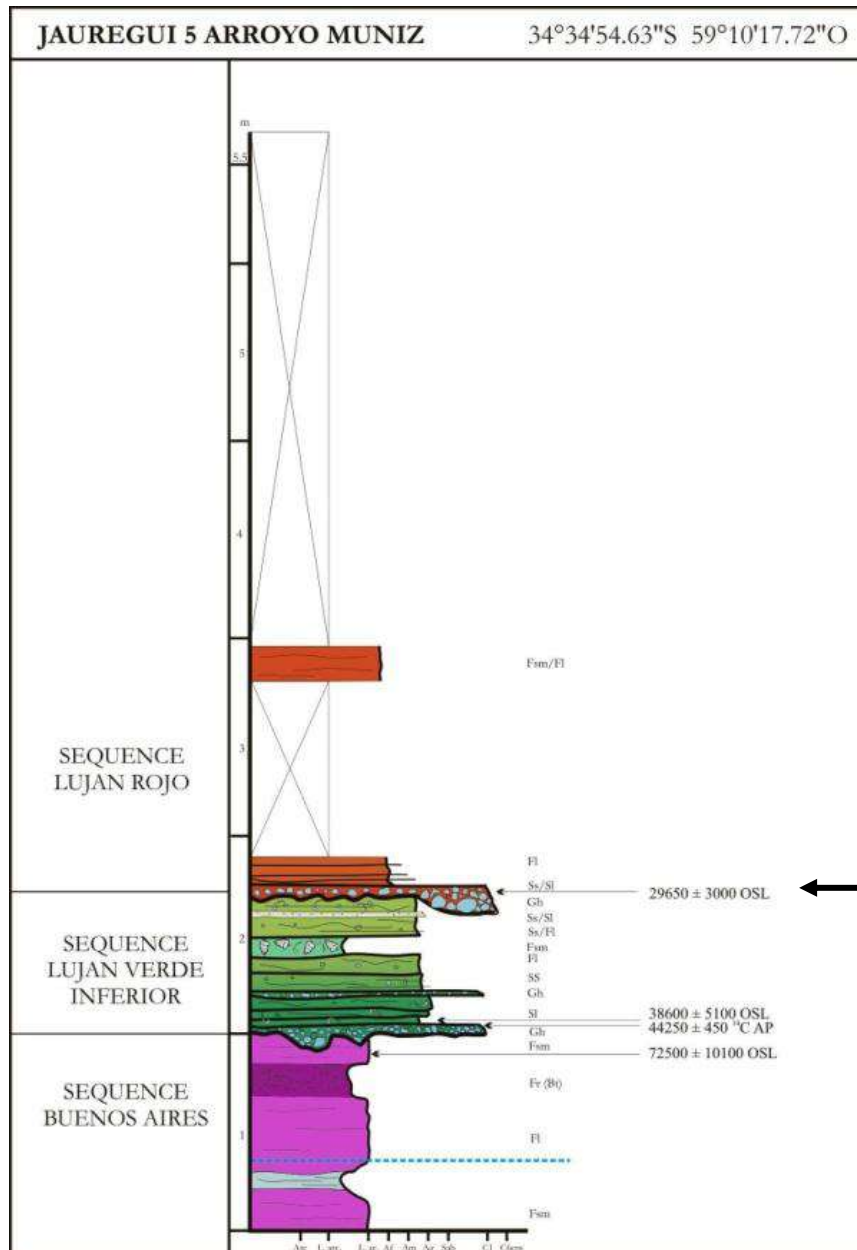 JAUREGUI 5 ARROYO MUNIZ
34°34'54.63"S 59°10'17.72"O
m
5.5
5
4
Fsm/Fl
3
SEQUENCE
LUJAN ROJO
Fl
Ss/Sl
29650 ± 3000 OSL
Gh
Ss/Sl
Ss/Fl
2
SEQUENCE
LUJAN VERDE
INFERIOR
Fsm
Fl
SS
Gh
Sl
38600 ± 5100 OSL
44250 ± 450 ¹⁴C AP
Gh
Fsm
72500 ± 10100 OSL
SEQUENCE
BUENOS AIRES
Fr (Bt)
1
Fl
Fsm